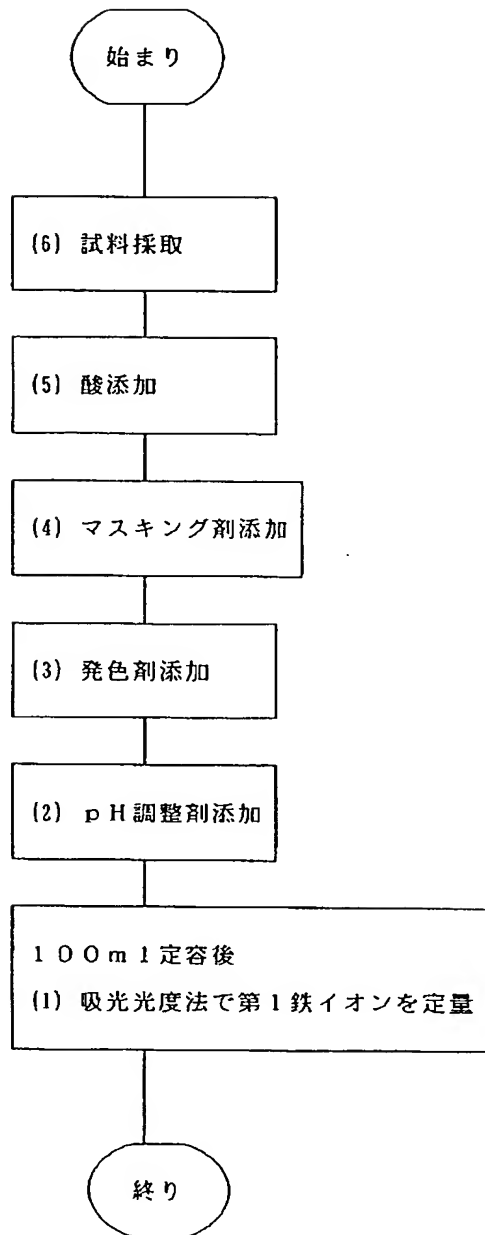 始まり
(6) 試料採取
(5) 酸添加
(4) マスキング剤添加
(3) 発色剤添加
(2) pH調整剤添加
100ml定容後
(1) 吸光光度法で第1鉄イオンを定量
終り